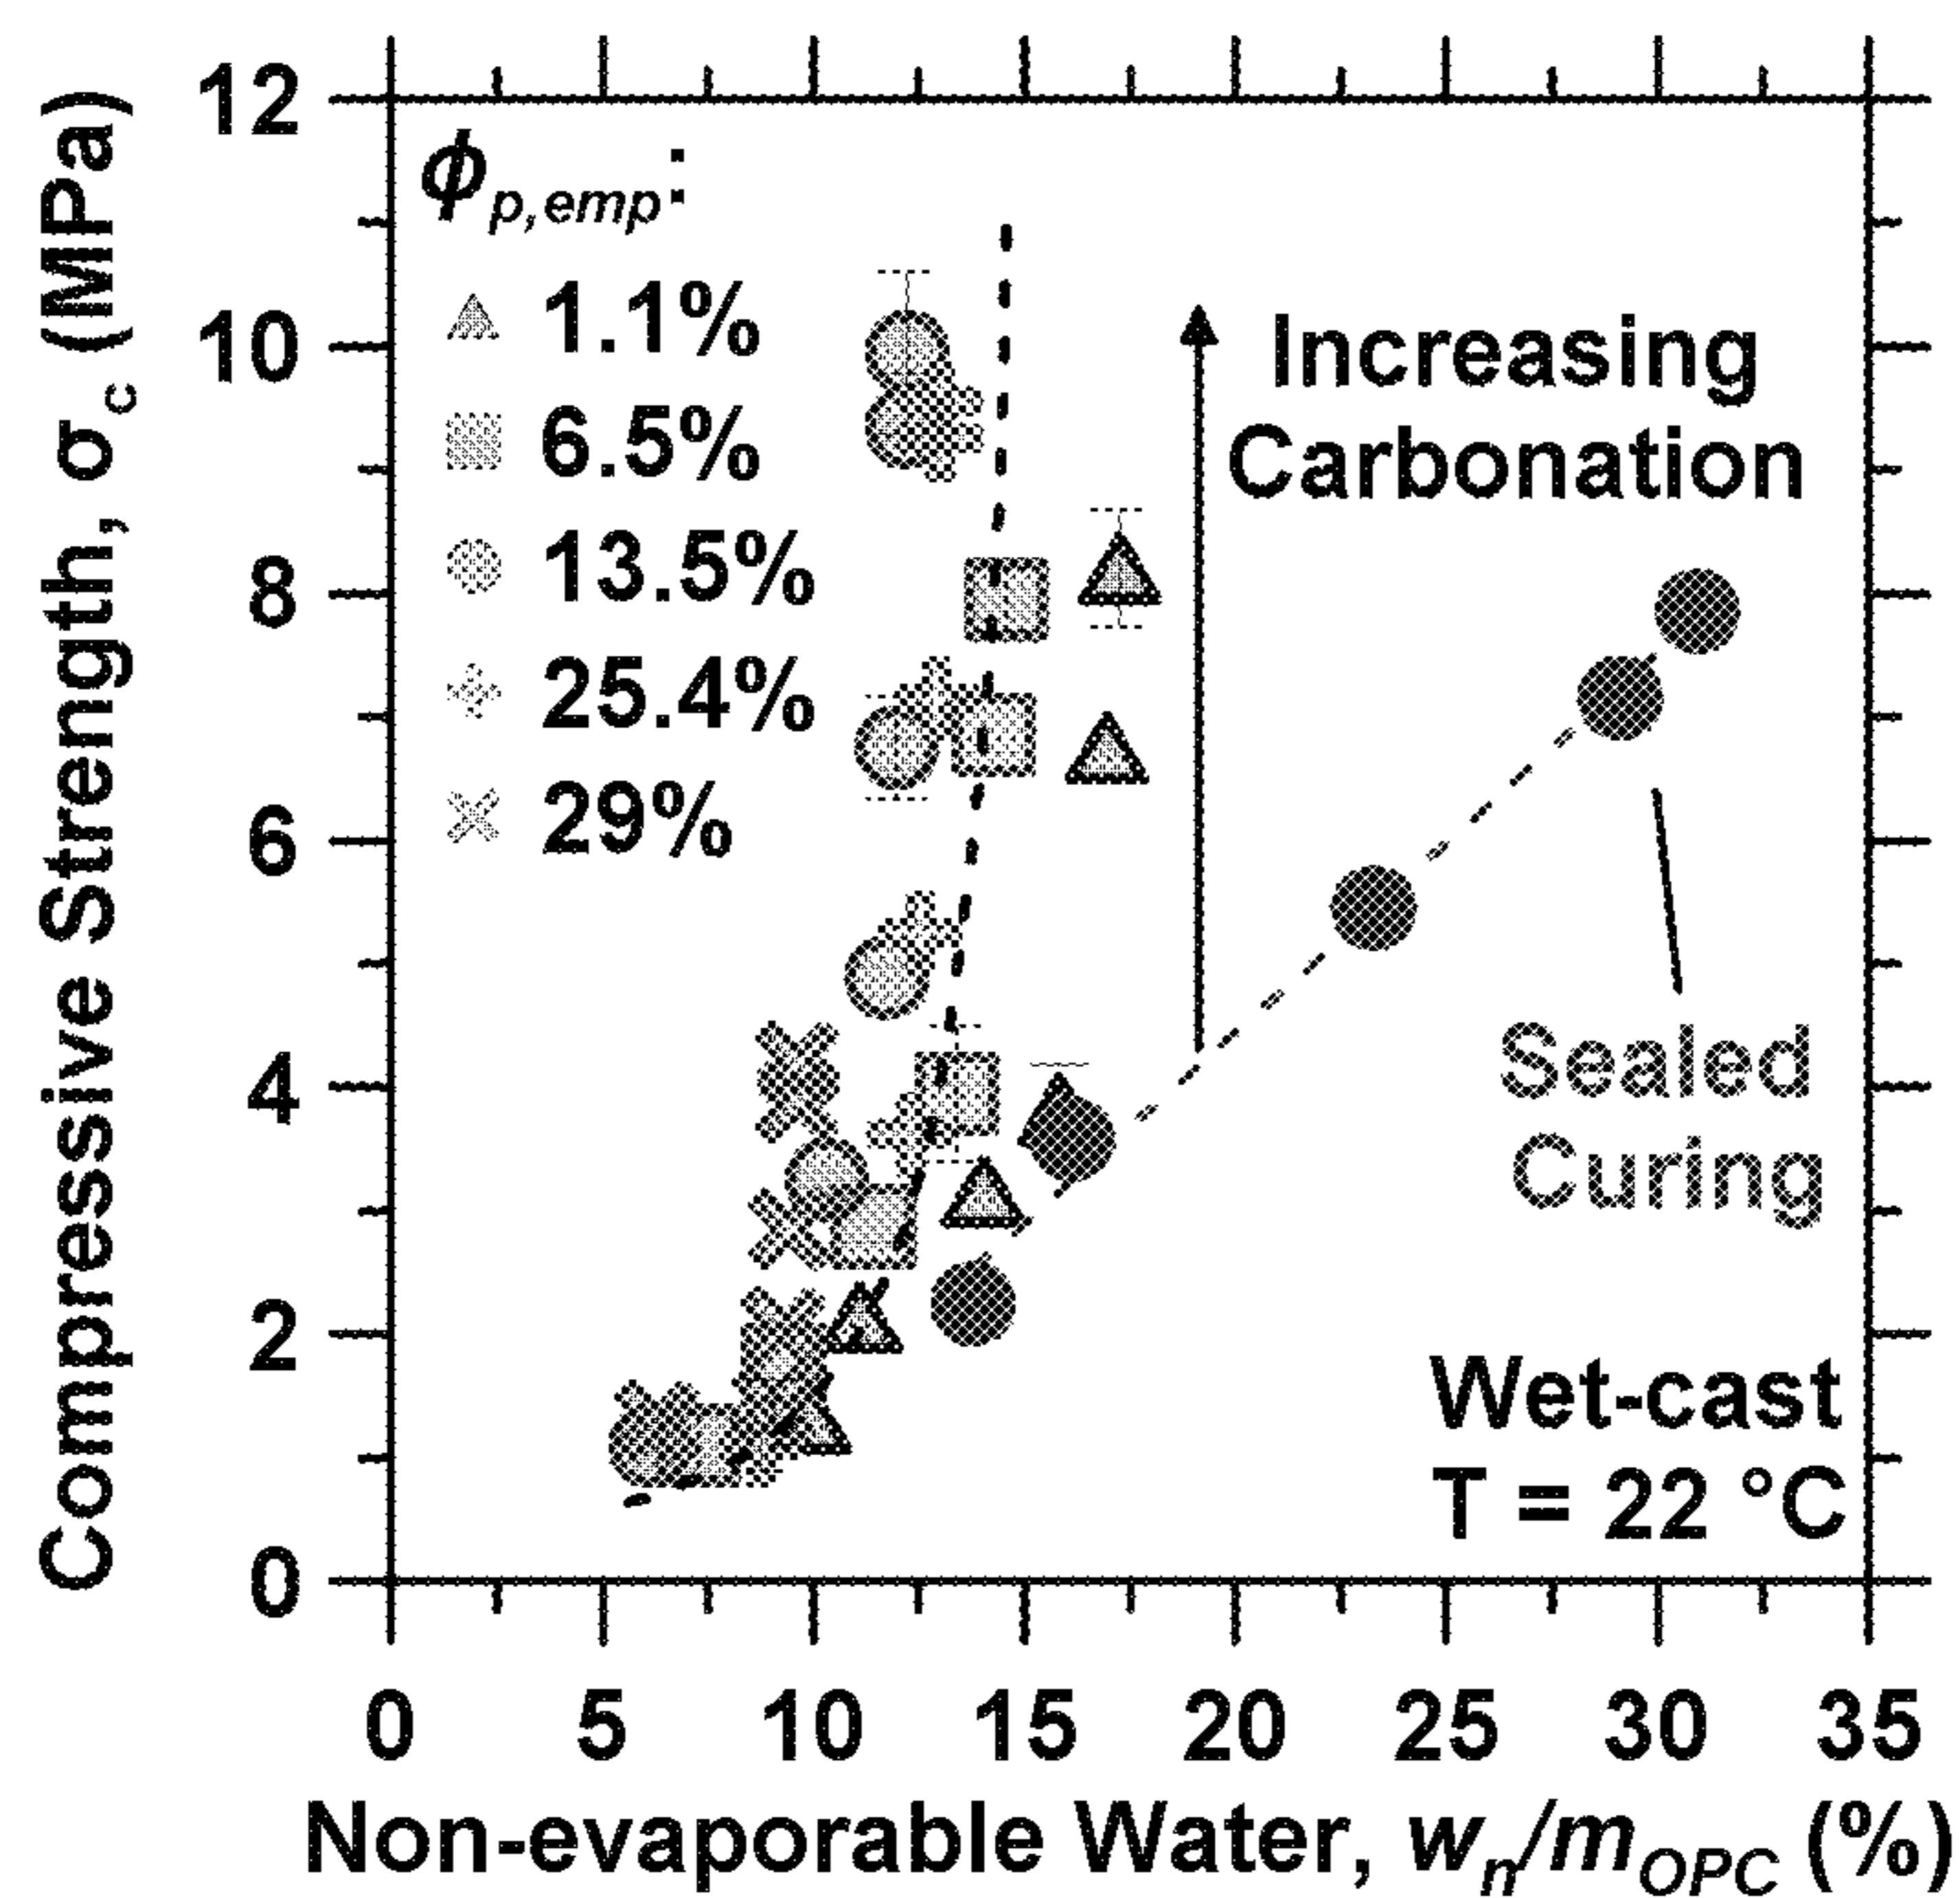 Compressive Strength, σc (MPa)
12
10
8
6
4
2
0
ϕp,emp:
1.1%
6.5%
13.5%
25.4%
29%
Increasing
Carbonation
Sealed
Curing
Wet-cast
T = 22 °C
0 5 10 15 20 25 30 35
Non-evaporable Water, wn/mOPC (%)